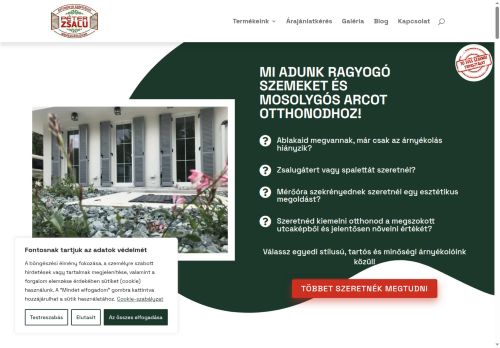 PÉTER
ZSALU
Termékeink
Árajánlatkérés
Galéria
Blog
Kapcsolat
MI ADUNK RAGYOGÓ
SZEMEKET ÉS
MOSOLYGÓS ARCOT
OTTHONODHOZ!
Ablakaid megvannak, már csak az árnyékolás
hiányzik?
Zsalugátert vagy spalettát szeretnél?
Mérőóra szekrényednek szeretnél egy esztétikus
megoldást?
Szeretnéd kiemelni otthonod a megszokott
utcaképből és jelentősen növelni értékét?
Válassz egyedi stílusú, tartós és minőségi árnyékolóink
közül!
TÖBBET SZERETNÉK MEGTUDNI
Fontosnak tartjuk az adatok védelmét
A böngészési élmény fokozása, a személyre szabott
hirdetések vagy tartalmak megjelenítése, valamint a
forgalom elemzése érdekében sütiket (cookie)
használunk. A "Mindet elfogadom" gombra kattintva
hozzájárulhat a sütik használatához. Cookie-szabályzat
Testreszabás
Elutasít
Az összes elfogadása